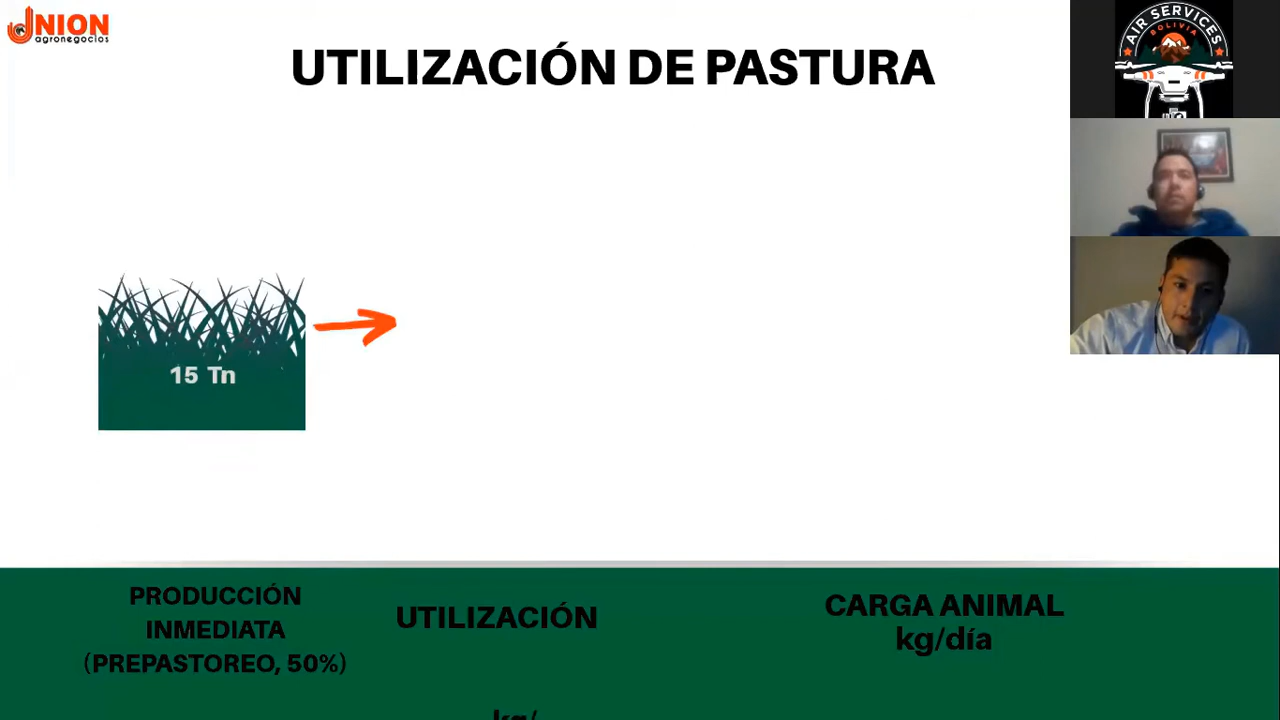 UNION
agronegocios
UTILIZACIÓN DE PASTURA
AIR SERVICES
BOLIVIA
15 Tn
PRODUCCIÓN
INMEDIATA
(PREPASTOREO, 50%)
UTILIZACIÓN
kg/
CARGA ANIMAL
kg/día